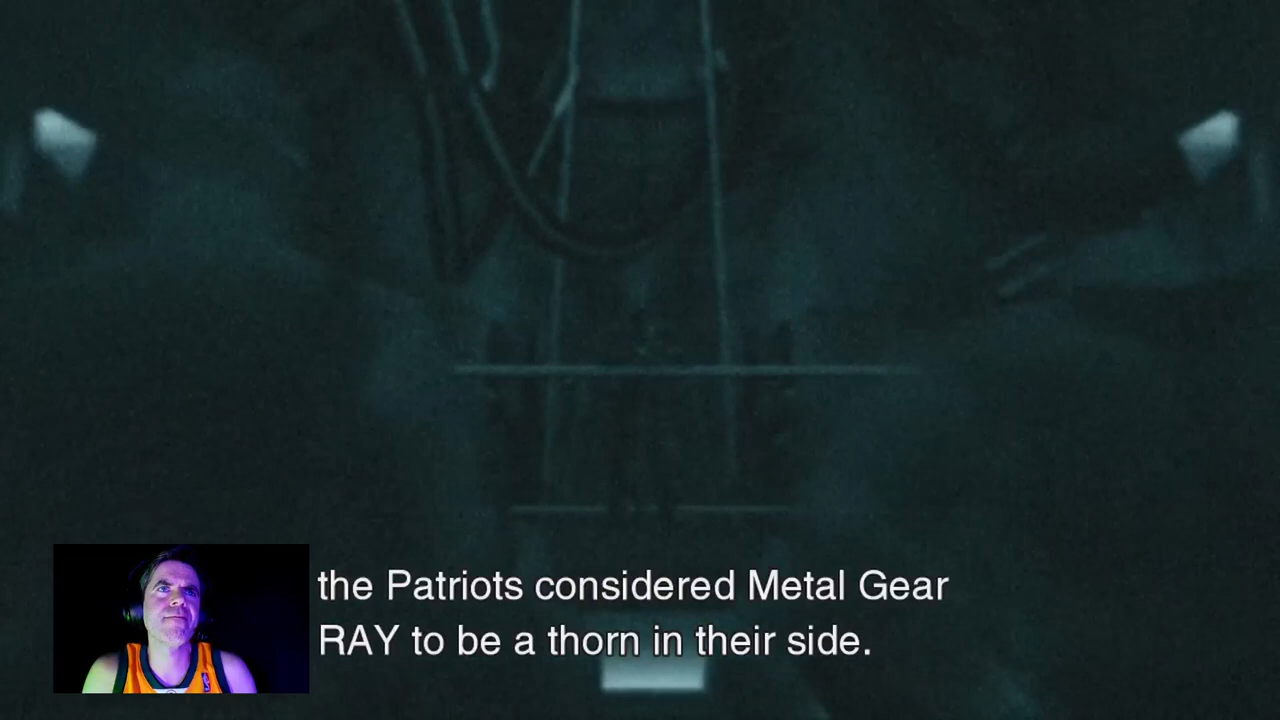 the Patriots considered Metal Gear
RAY to be a thorn in their side.